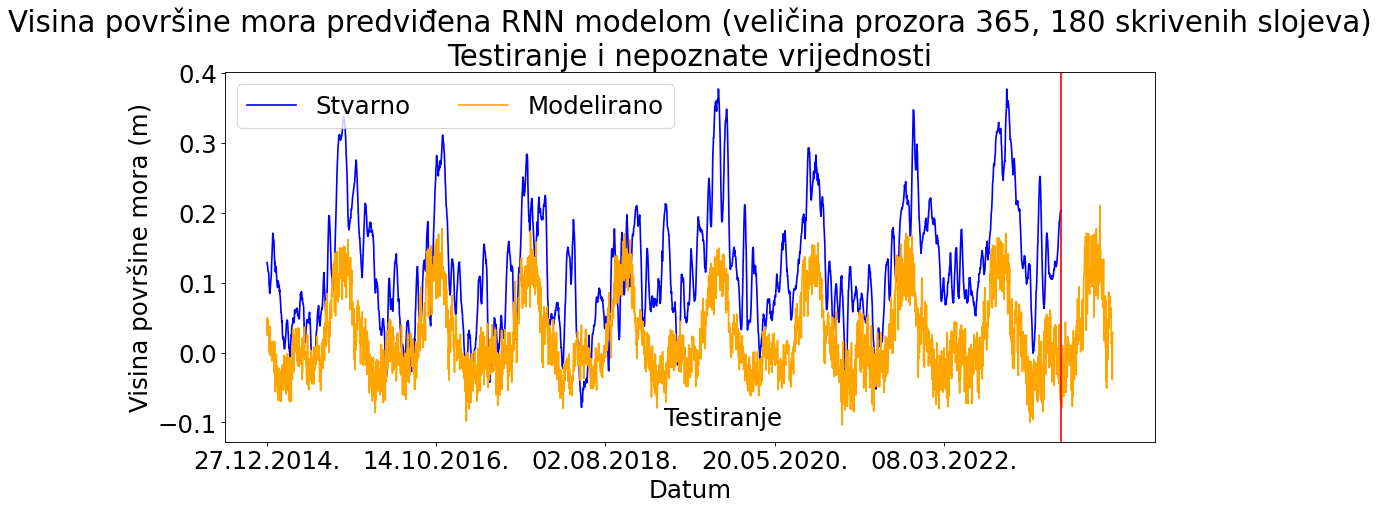 Visina površine mora predviđena RNN modelom (veličina prozora 365, 180 skrivenih slojeva)
Testiranje i nepoznate vrijednosti
Stvarno
Modelirano
Visina površine mora (m)
0.4
0.3
0.2
0.1
0.0
−0.1
Testiranje
27.12.2014.
14.10.2016.
02.08.2018.
20.05.2020.
08.03.2022.
Datum